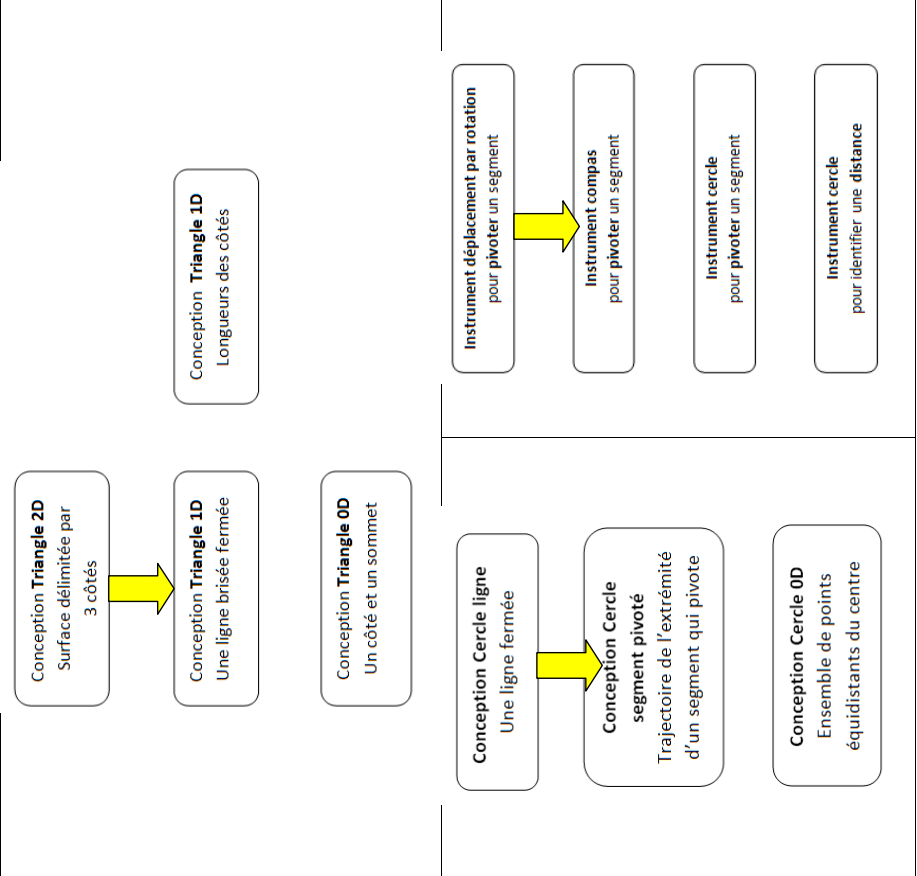 Conception Triangle 2D
Surface délimitée par
3 côtés
Conception Triangle 1D
Une ligne brisée fermée
Conception Triangle 1D
Longueurs des côtés
Conception Triangle 0D
Un côté et un sommet
Conception Cercle ligne
Une ligne fermée
Conception Cercle
segment pivoté
Trajectoire de l'extrémité
d'un segment qui pivote
Conception Cercle 0D
Ensemble de points
équidistants du centre
Instrument déplacement par rotation
pour pivoter un segment
Instrument compas
pour pivoter un segment
Instrument cercle
pour pivoter un segment
Instrument cercle
pour identifier une distance